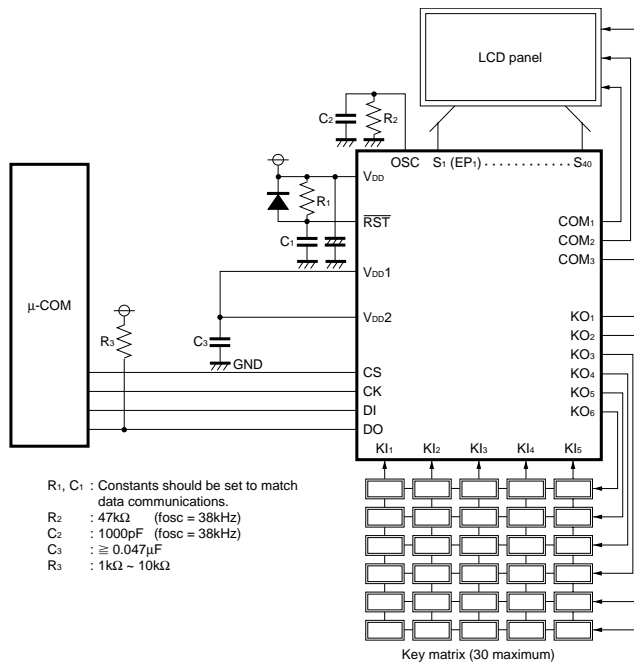 LCD panel
C2
R2
OSC S1 (EP1) . . . . . . . . . . . S40
VDD
R1
RST
C1
COM1
COM2
COM3
VDD1
μ-COM
VDD2
R3
C3
GND
KO1
KO2
KO3
KO4
KO5
KO6
CS
CK
DI
DO
KI1 KI2 KI3 KI4 KI5
R1, C1 : Constants should be set to match
data communications.
R2 : 47kΩ (fosc = 38kHz)
C2 : 1000pF (fosc = 38kHz)
C3 : ≧ 0.047μF
R3 : 1kΩ ~ 10kΩ
Key matrix (30 maximum)